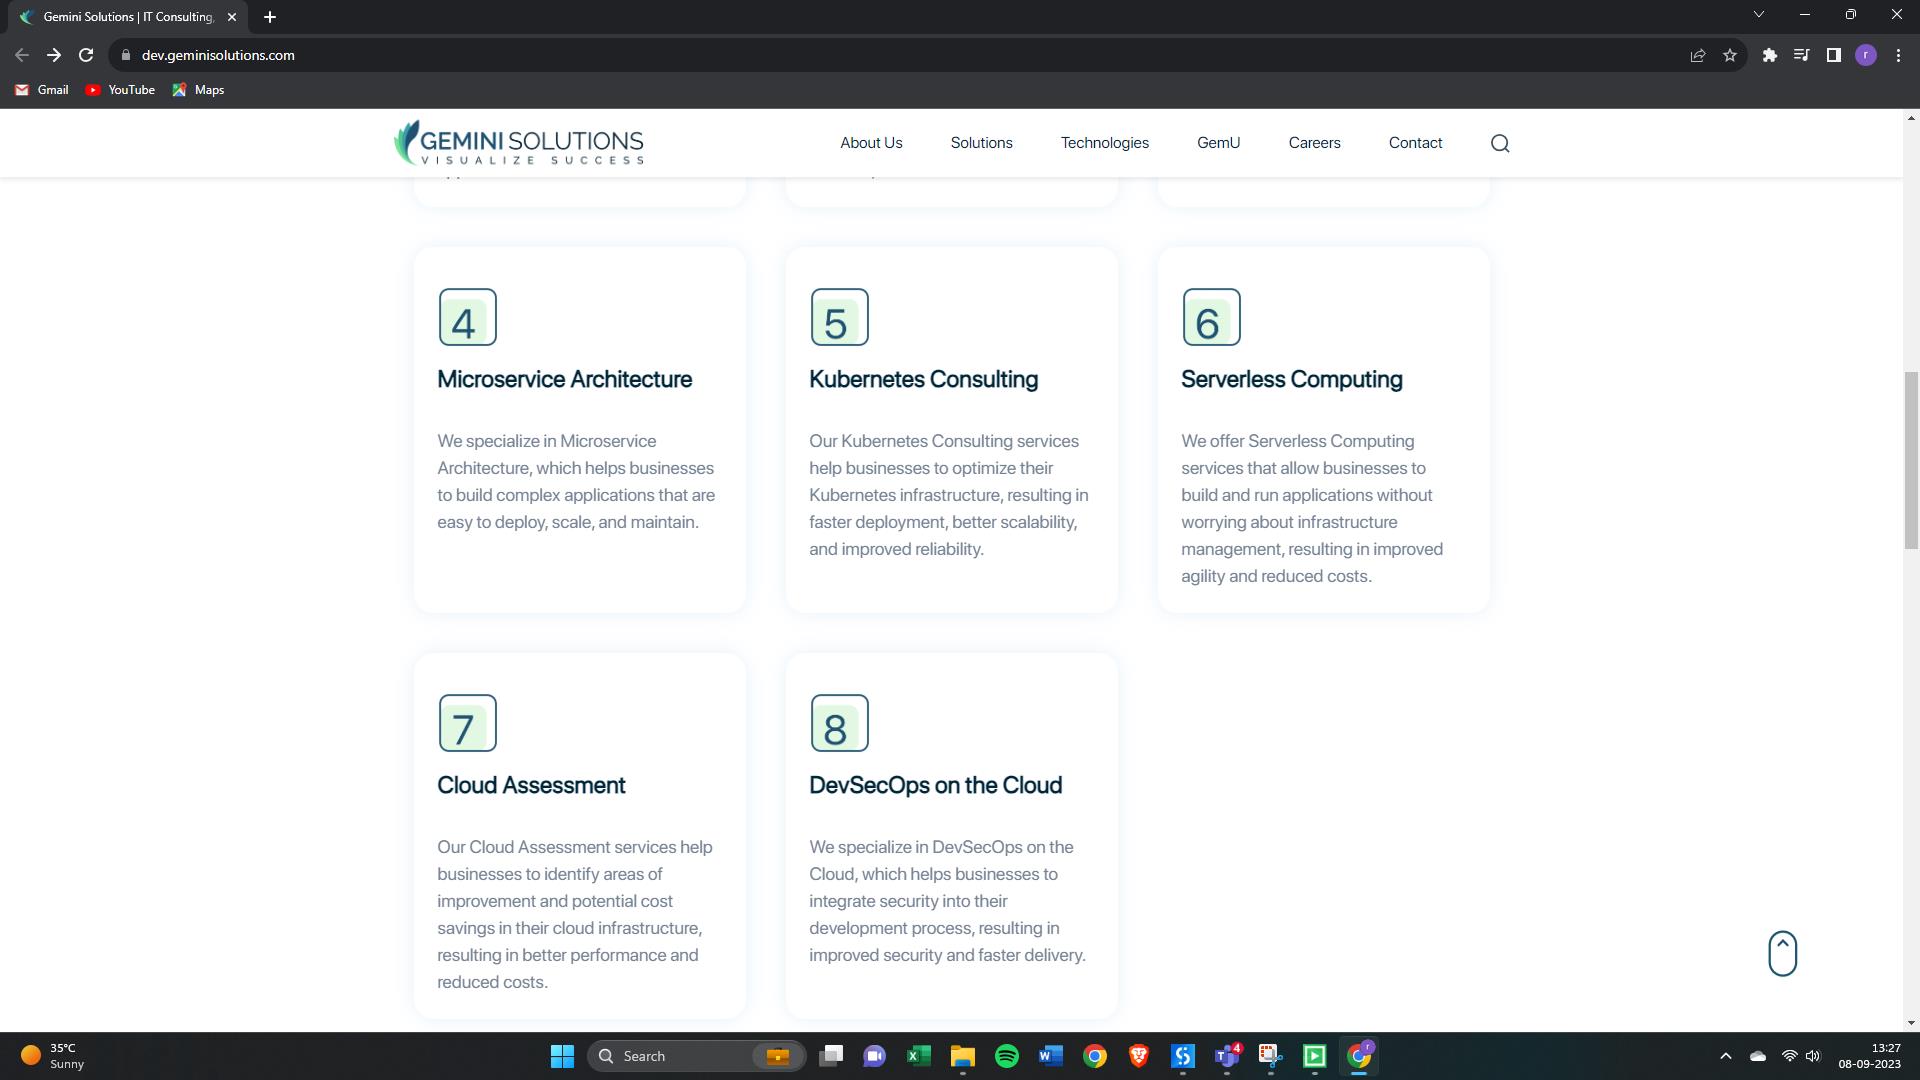 Gemini Solutions | IT Consulting,
dev.geminisolutions.com
r
Gmail YouTube Maps
GEMINI SOLUTIONS
VISUALIZE SUCCESS
About Us Solutions Technologies GemU Careers Contact
4
Microservice Architecture
We specialize in Microservice
Architecture, which helps businesses
to build complex applications that are
easy to deploy, scale, and maintain.
5
Kubernetes Consulting
Our Kubernetes Consulting services
help businesses to optimize their
Kubernetes infrastructure, resulting in
faster deployment, better scalability,
and improved reliability.
6
Serverless Computing
We offer Serverless Computing
services that allow businesses to
build and run applications without
worrying about infrastructure
management, resulting in improved
agility and reduced costs.
7
Cloud Assessment
Our Cloud Assessment services help
businesses to identify areas of
improvement and potential cost
savings in their cloud infrastructure,
resulting in better performance and
reduced costs.
8
DevSecOps on the Cloud
We specialize in DevSecOps on the
Cloud, which helps businesses to
integrate security into their
development process, resulting in
improved security and faster delivery.
35°C
Sunny
Search
4
13:27
08-09-2023